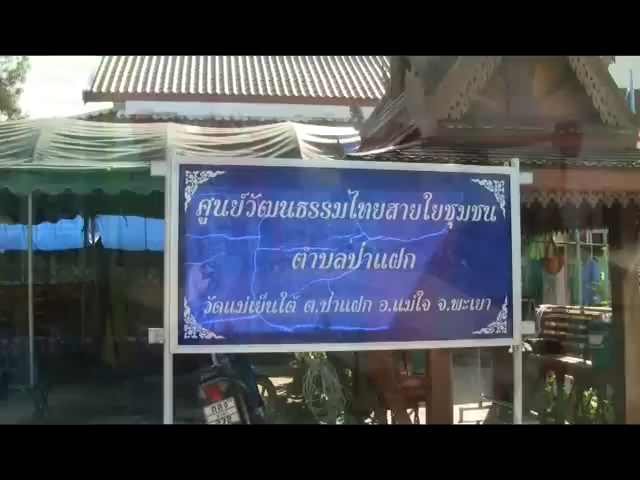 ศูนย์วัฒนธรรมไทยสายใยชุมชน
ตำบลป่าแฝก
วัดแม่เย็นใต้ ต.ป่าแฝก อ.แม่ใจ จ.พะเยา